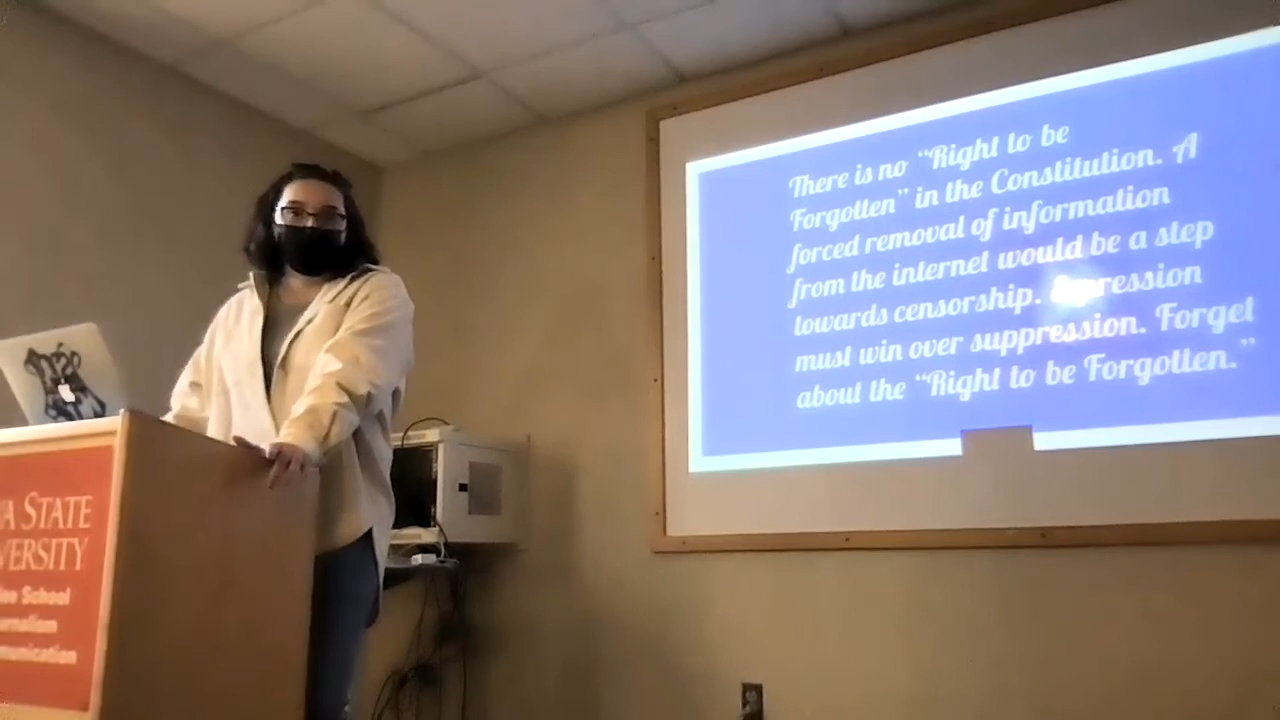 There is no “Right to be
Forgotten” in the Constitution. A
forced removal of information
from the internet would be a step
towards censorship.
must win over suppression. Forget
about the “Right to be Forgotten.”
STATE
School